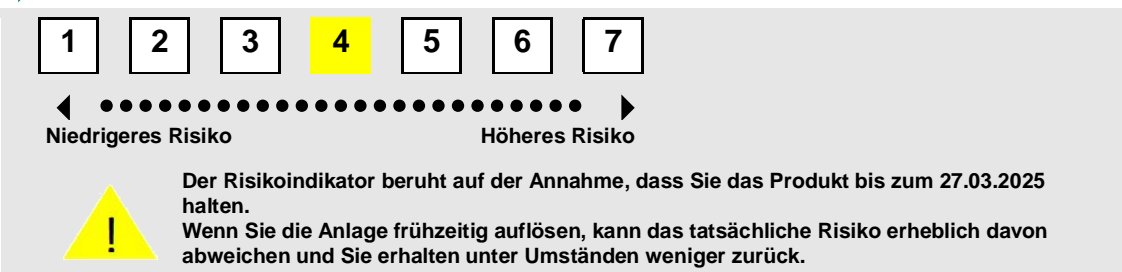 1 2 3 4 5 6 7
Niedrigeres Risiko Höheres Risiko
Der Risikoindikator beruht auf der Annahme, dass Sie das Produkt bis zum 27.03.2025
halten.
Wenn Sie die Anlage frühzeitig auflösen, kann das tatsächliche Risiko erheblich davon
abweichen und Sie erhalten unter Umständen weniger zurück.
!